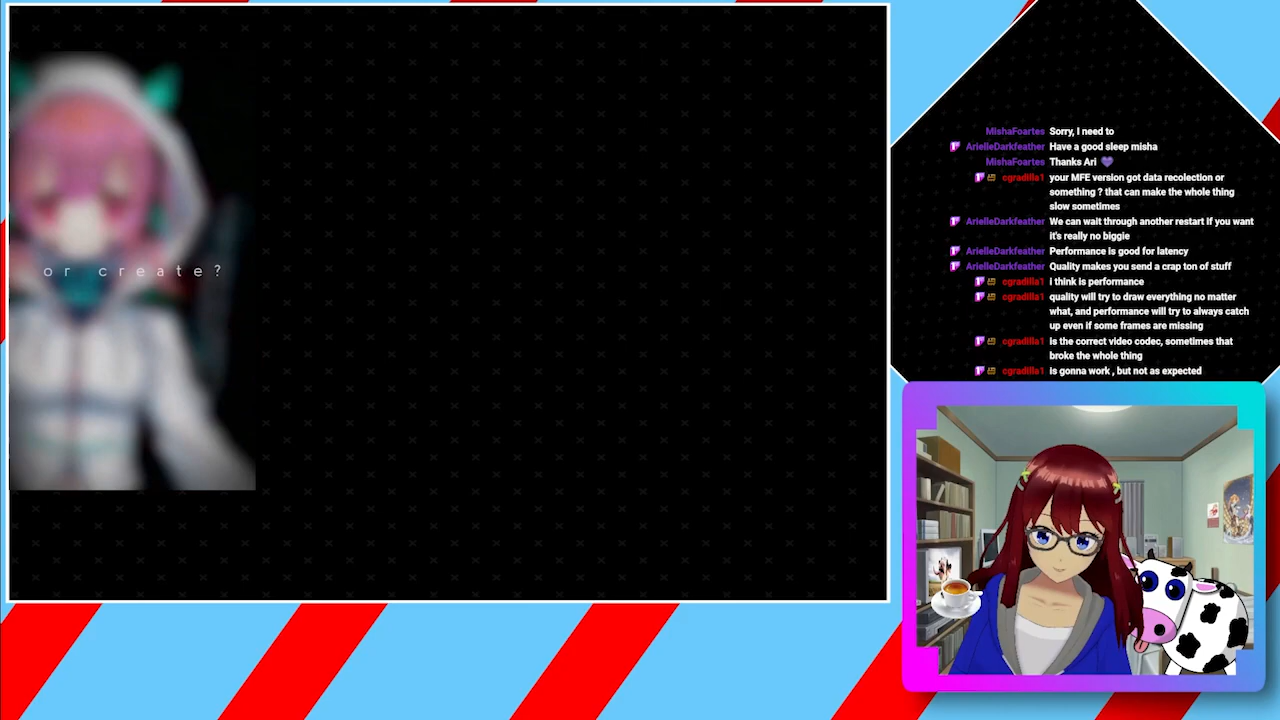 or create?
MishaFoartes Sorry, I need to
ArielleDarkfeather Have a good sleep misha
MishaFoartes Thanks Ari 💜
cgradilla1 your MFE version got data recolection or
something ? that can make the whole thing
slow sometimes
ArielleDarkfeather We can wait through another restart if you want
it's really no biggie
ArielleDarkfeather Performance is good for latency
ArielleDarkfeather Quality makes you send a crap ton of stuff
cgradilla1 i think is performance
cgradilla1 quality will try to draw everything no matter
what, and performance will try to always catch
up even if some frames are missing
cgradilla1 is the correct video codec, sometimes that
broke the whole thing
cgradilla1 is gonna work , but not as expected